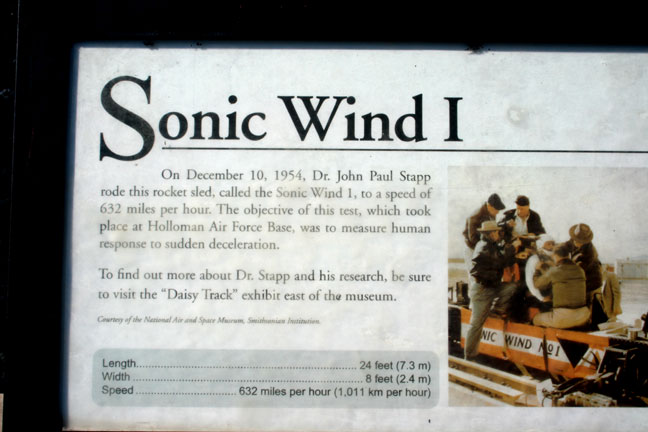 Sonic Wind I
On December 10, 1954, Dr. John Paul Stapp
rode this rocket sled, called the Sonic Wind 1, to a speed of
632 miles per hour. The objective of this test, which took
place at Holloman Air Force Base, was to measure human
response to sudden deceleration.
To find out more about Dr. Stapp and his research, be sure
to visit the “Daisy Track” exhibit east of the museum.
Courtesy of the National Air and Space Museum, Smithsonian Institution.
Length.......................................................... 24 feet (7.3 m)
Width ............................................................ 8 feet (2.4 m)
Speed.......................... 632 miles per hour (1,011 km per hour)
NIC WIND No 1